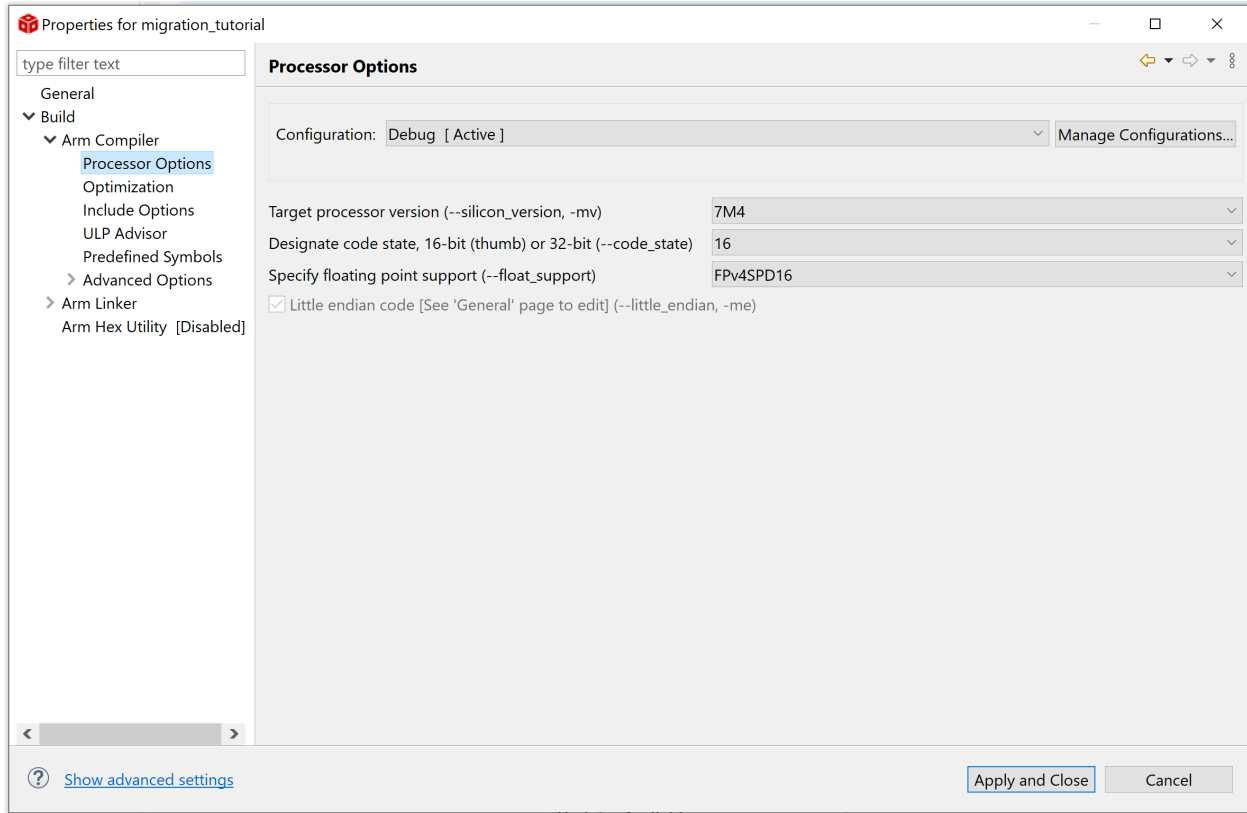 Properties for migration_tutorial
type filter text
General
Build
Arm Compiler
Processor Options
Optimization
Include Options
ULP Advisor
Predefined Symbols
Advanced Options
Arm Linker
Arm Hex Utility [Disabled]
Processor Options
Configuration: Debug [ Active ] Manage Configurations...
Target processor version (--silicon_version, -mv) 7M4
Designate code state, 16-bit (thumb) or 32-bit (--code_state) 16
Specify floating point support (--float_support) FPv4SPD16
Little endian code [See 'General' page to edit] (--little_endian, -me)
Show advanced settings
Apply and Close Cancel